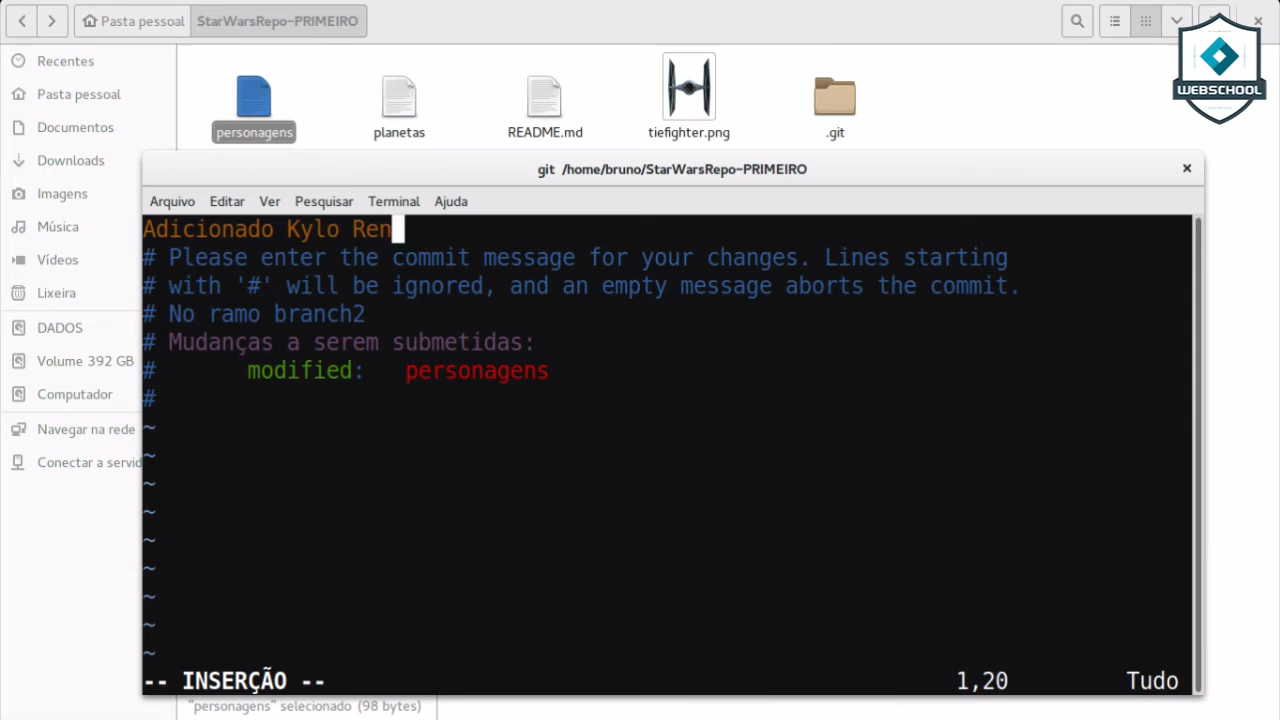 Pasta pessoal
StarWarsRepo-PRIMEIRO
WEBSCHOOL
Recentes
Pasta pessoal
Documentos
Downloads
Imagens
Música
Vídeos
Lixeira
DADOS
Volume 392 GB
Computador
Navegar na rede
Conectar a servid
personagens
planetas
README.md
tiefighter.png
.git
git /home/bruno/StarWarsRepo-PRIMEIRO
Arquivo Editar Ver Pesquisar Terminal Ajuda
Adicionado Kylo Ren
# Please enter the commit message for your changes. Lines starting
# with '#' will be ignored, and an empty message aborts the commit.
# No ramo branch2
# Mudanças a serem submetidas:
# modified: personagens
#
~
~
~
~
~
~
~
~
~
-- INSERÇÃO -- 1,20 Tudo
"personagens" selecionado (98 bytes)